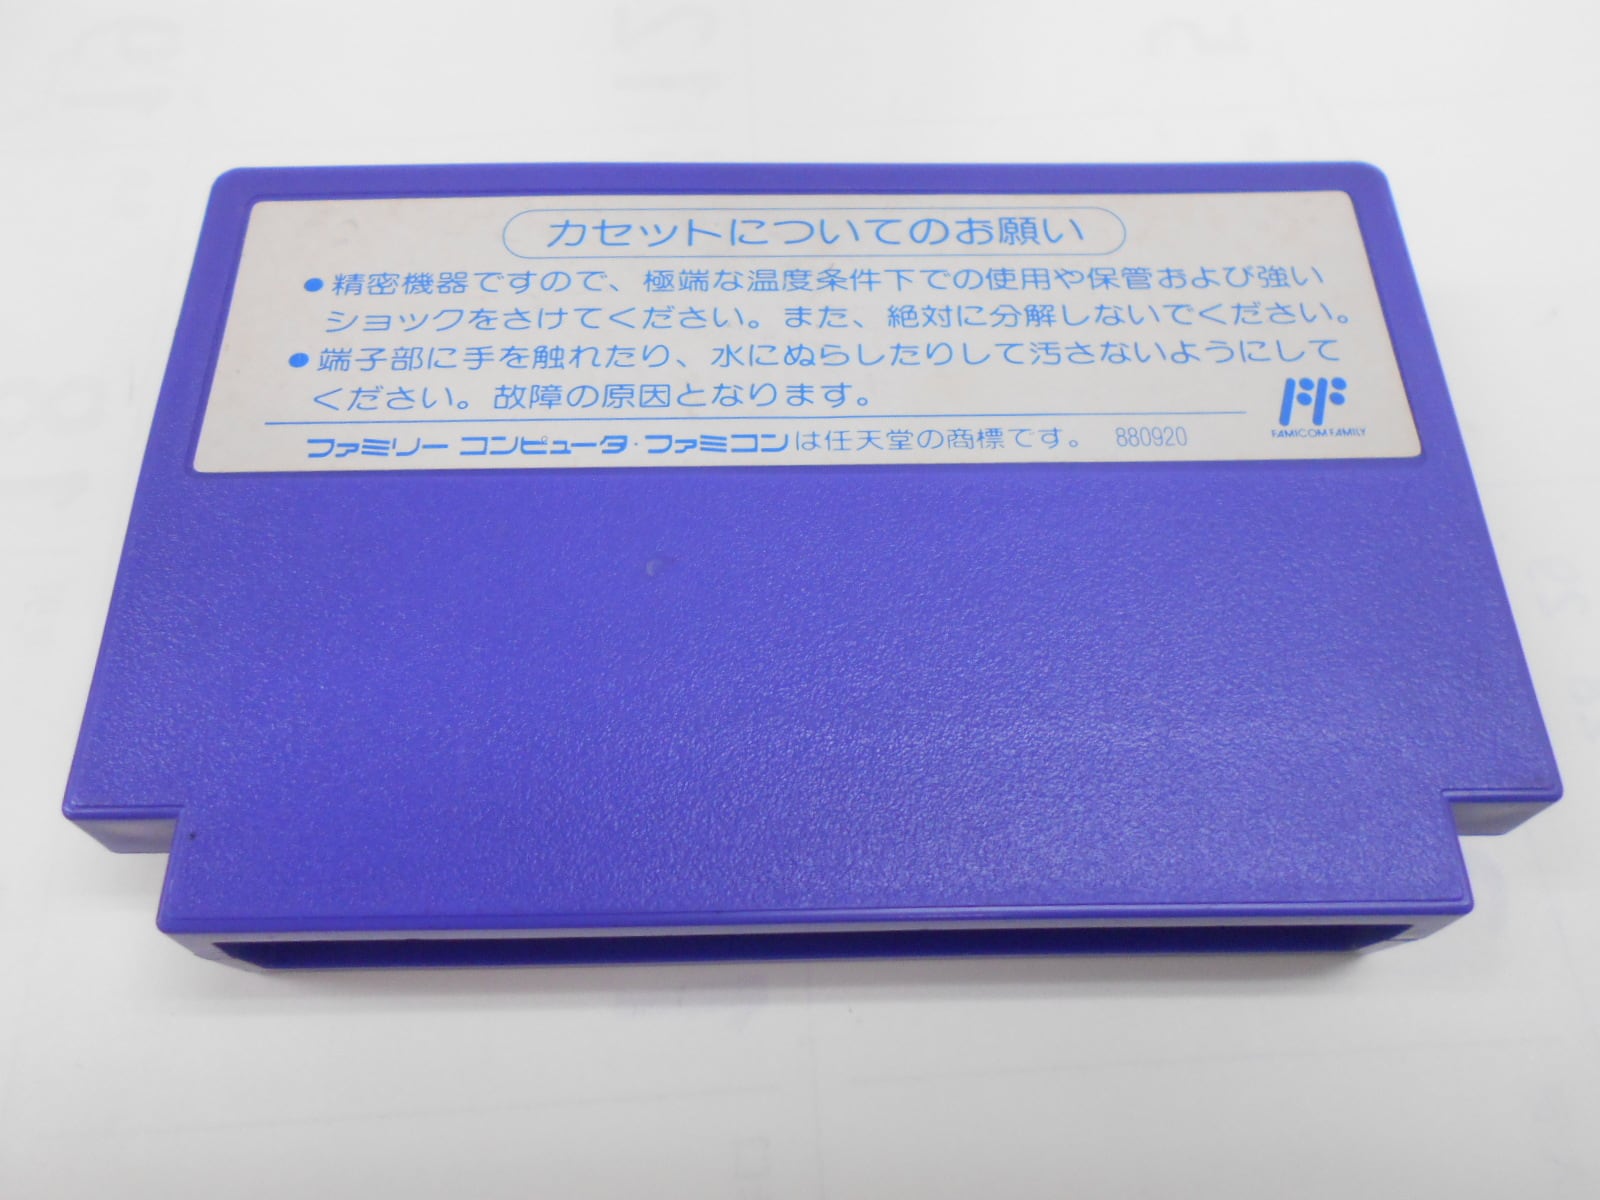 カセットについてのお願い
●精密機器ですので、極端な温度条件下での使用や保管および強い
ショックをさけてください。また、絶対に分解しないでください。
●端子部に手を触れたり、水にぬらしたりして汚さないようにして
ください。故障の原因となります。
FF
FAMICOM FAMILY
ファミリー コンピュータ・ファミコンは任天堂の商標です。 880920